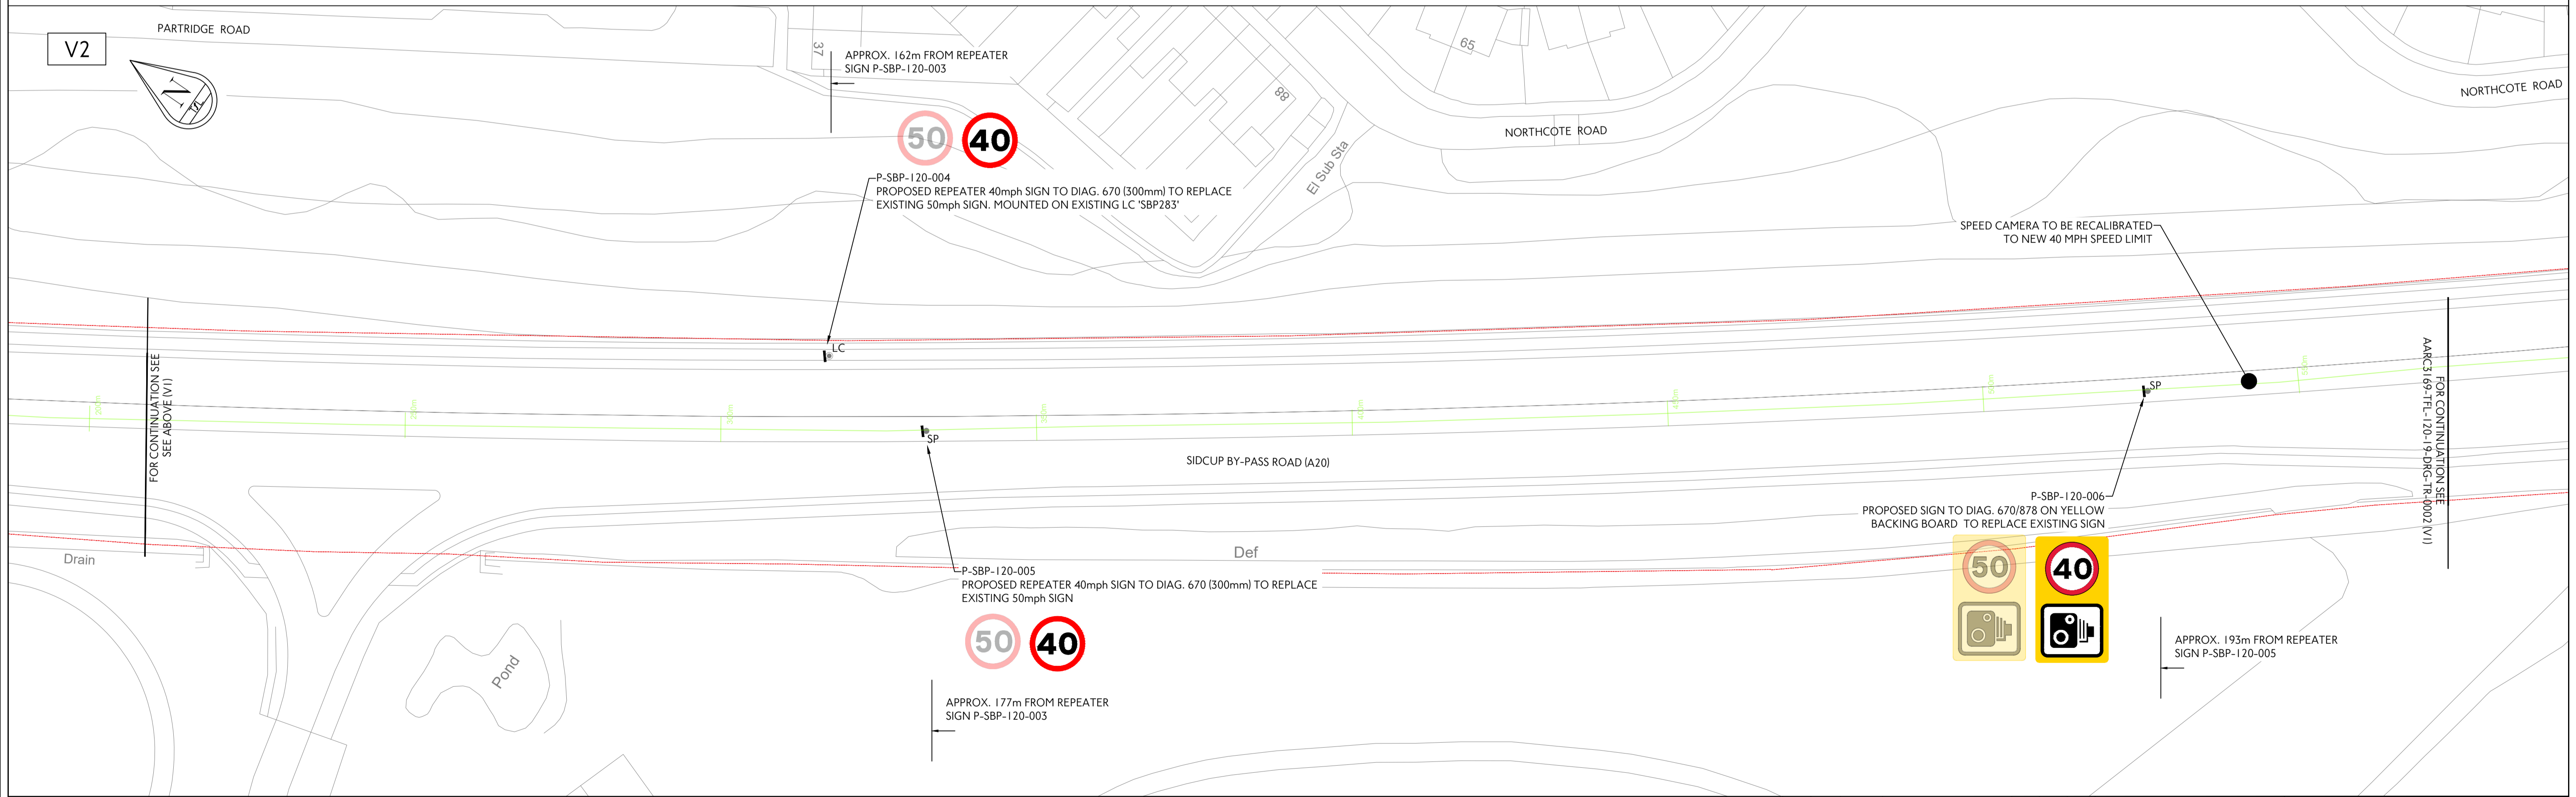 V2
PARTRIDGE ROAD
N
37
APPROX. 162m FROM REPEATER
SIGN P-SBP-120-003
50
40
88
El Sub Sta
65
NORTHCOTE ROAD
NORTHCOTE ROAD
P-SBP-120-004
PROPOSED REPEATER 40mph SIGN TO DIAG. 670 (300mm) TO REPLACE
EXISTING 50mph SIGN. MOUNTED ON EXISTING LC 'SBP283'
SPEED CAMERA TO BE RECALIBRATED
TO NEW 40 MPH SPEED LIMIT
FOR CONTINUATION SEE
SEE ABOVE (V1)
LC
SP
SP
SIDCUP BY-PASS ROAD (A20)
FOR CONTINUATION SEE
AARC3169-TFL-120-119-DRG-TR-0002 (V1)
P-SBP-120-006
PROPOSED SIGN TO DIAG. 670/878 ON YELLOW
BACKING BOARD TO REPLACE EXISTING SIGN
50
40
Drain
Def
Pond
P-SBP-120-005
PROPOSED REPEATER 40mph SIGN TO DIAG. 670 (300mm) TO REPLACE
EXISTING 50mph SIGN
50
40
APPROX. 177m FROM REPEATER
SIGN P-SBP-120-003
APPROX. 193m FROM REPEATER
SIGN P-SBP-120-005